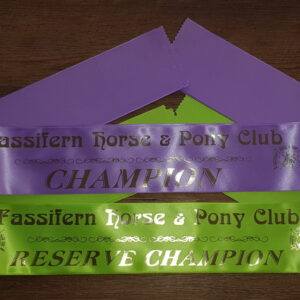 Fassifern Horse & Pony Club
CHAMPION
Fassifern Horse & Pony Club
RESERVE CHAMPION